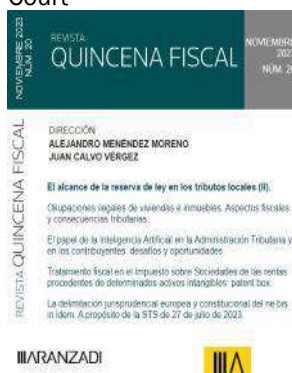 Court
NOVIEMBRE 2023
NÚM. 20
REVISTA
QUINCENA FISCAL
NOVIEMBRE
2023
NÚM. 20
REVISTA QUINCENA FISCAL
DIRECCIÓN
ALEJANDRO MENÉNDEZ MORENO
JUAN CALVO VÉRGEZ
El alcance de la reserva de ley en los tributos locales (II).
Okupaciones ilegales de viviendas e inmuebles. Aspectos fiscales
y consecuencias tributarias.
El papel de la Inteligencia Artificial en la Administración Tributaria y
en los contribuyentes: desafíos y oportunidades
Tratamiento fiscal en el Impuesto sobre Sociedades de las rentas
procedentes de determinados activos intangibles: patent box
La delimitación jurisprudencial europea y constitucional del ne bis
in idem. A propósito de la STS de 27 de julio de 2023
ARANZADI